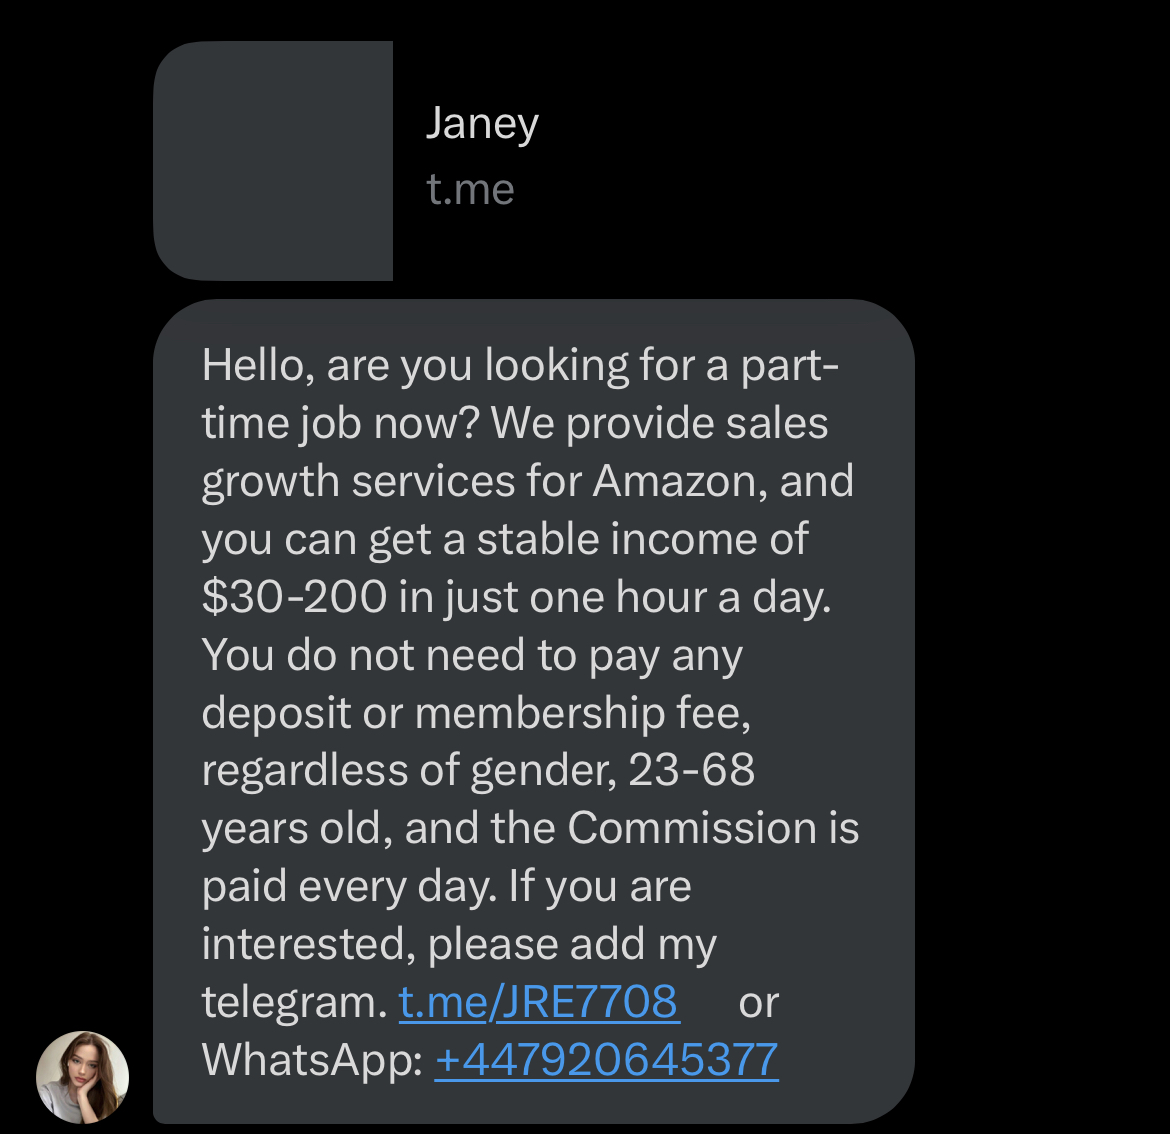 Janey
t.me
Hello, are you looking for a part-
time job now? We provide sales
growth services for Amazon, and
you can get a stable income of
$30-200 in just one hour a day.
You do not need to pay any
deposit or membership fee,
regardless of gender, 23-68
years old, and the Commission is
paid every day. If you are
interested, please add my
telegram. t.me/JRE7708 or
WhatsApp: +447920645377